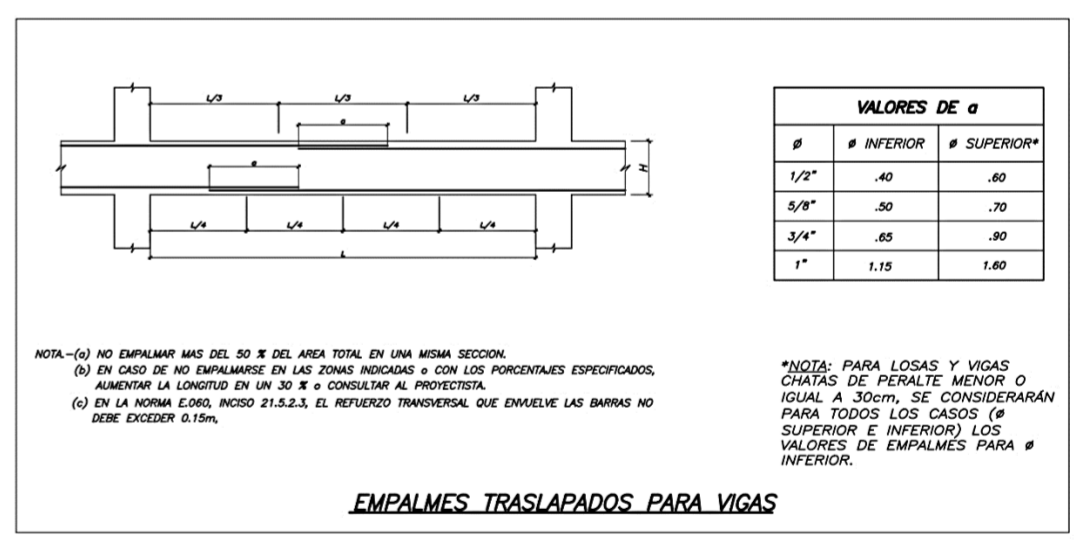 L/3 L/3 L/3
a
a
H
L/4 L/4 L/4 L/4
L
VALORES DE a
ø ø INFERIOR ø SUPERIOR*
1/2" .40 .60
5/8" .50 .70
3/4" .65 .90
1" 1.15 1.60
NOTA.-(a) NO EMPALMAR MAS DEL 50 % DEL AREA TOTAL EN UNA MISMA SECCION.
(b) EN CASO DE NO EMPALMARSE EN LAS ZONAS INDICADAS o CON LOS PORCENTAJES ESPECIFICADOS,
AUMENTAR LA LONGITUD EN UN 30 % o CONSULTAR AL PROYECTISTA.
(c) EN LA NORMA E.060, INCISO 21.5.2.3, EL REFUERZO TRANSVERSAL QUE ENVUELVE LAS BARRAS NO
DEBE EXCEDER 0.15m,
*NOTA: PARA LOSAS Y VIGAS
CHATAS DE PERALTE MENOR O
IGUAL A 30cm, SE CONSIDERARÁN
PARA TODOS LOS CASOS (ø
SUPERIOR E INFERIOR) LOS
VALORES DE EMPALMES PARA ø
INFERIOR.
EMPALMES TRASLAPADOS PARA VIGAS